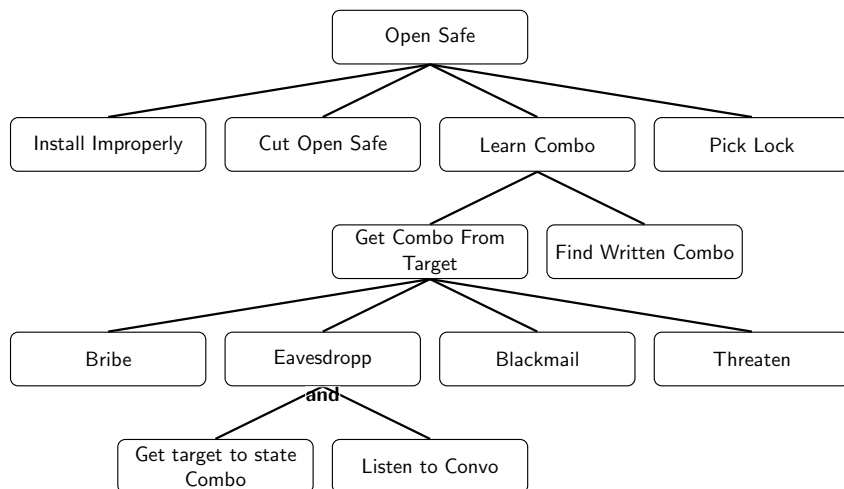 Open Safe
Install Improperly
Cut Open Safe
Learn Combo
Pick Lock
Get Combo From
Target
Find Written Combo
Bribe
Eavesdropp
Blackmail
Threaten
and
Get target to state
Combo
Listen to Convo